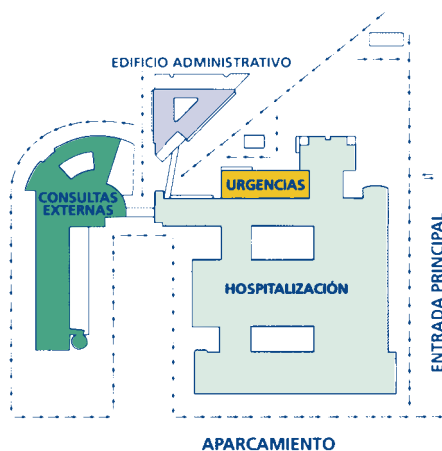 EDIFICIO ADMINISTRATIVO
URGENCIAS
CONSULTAS
EXTERNAS
HOSPITALIZACIÓN
ENTRADA PRINCIPAL
APARCAMIENTO